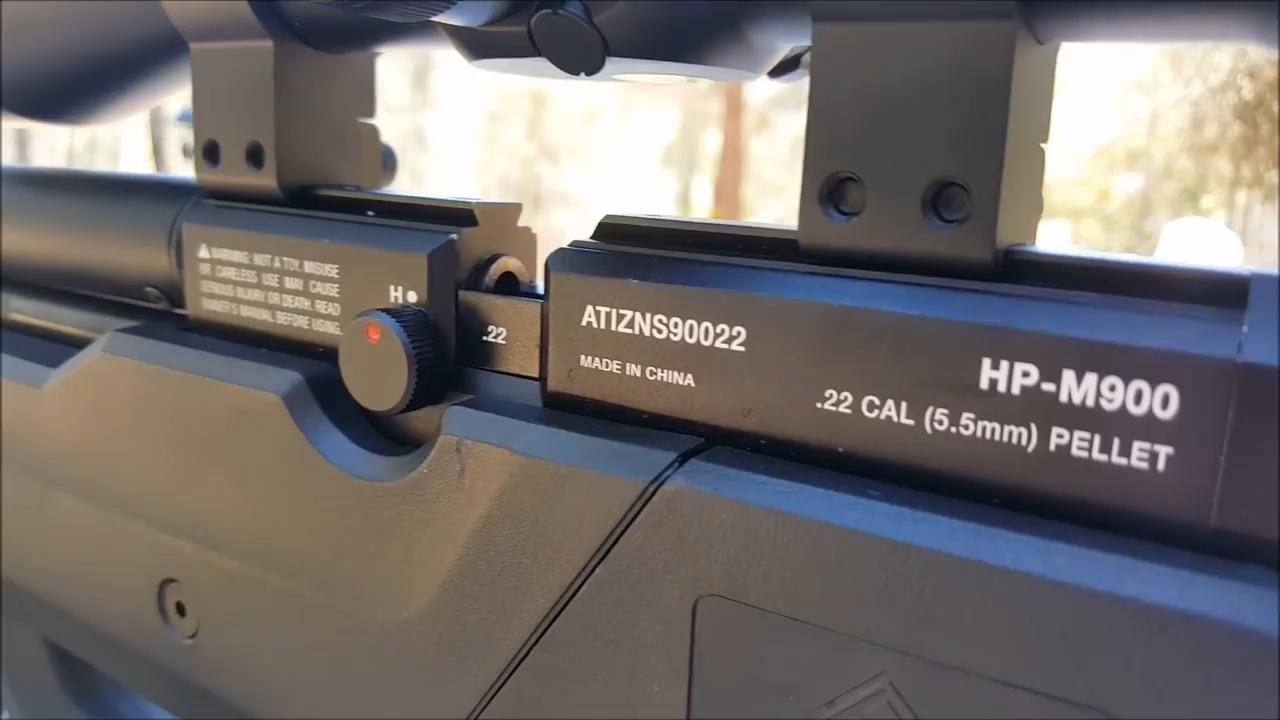 WARNING: NOT A TOY. MISUSE
OR CARELESS USE MAY CAUSE
SERIOUS INJURY OR DEATH. READ
OWNER'S MANUAL BEFORE USING.
H
.22
ATIZNS90022
MADE IN CHINA
HP-M900
.22 CAL (5.5mm) PELLET